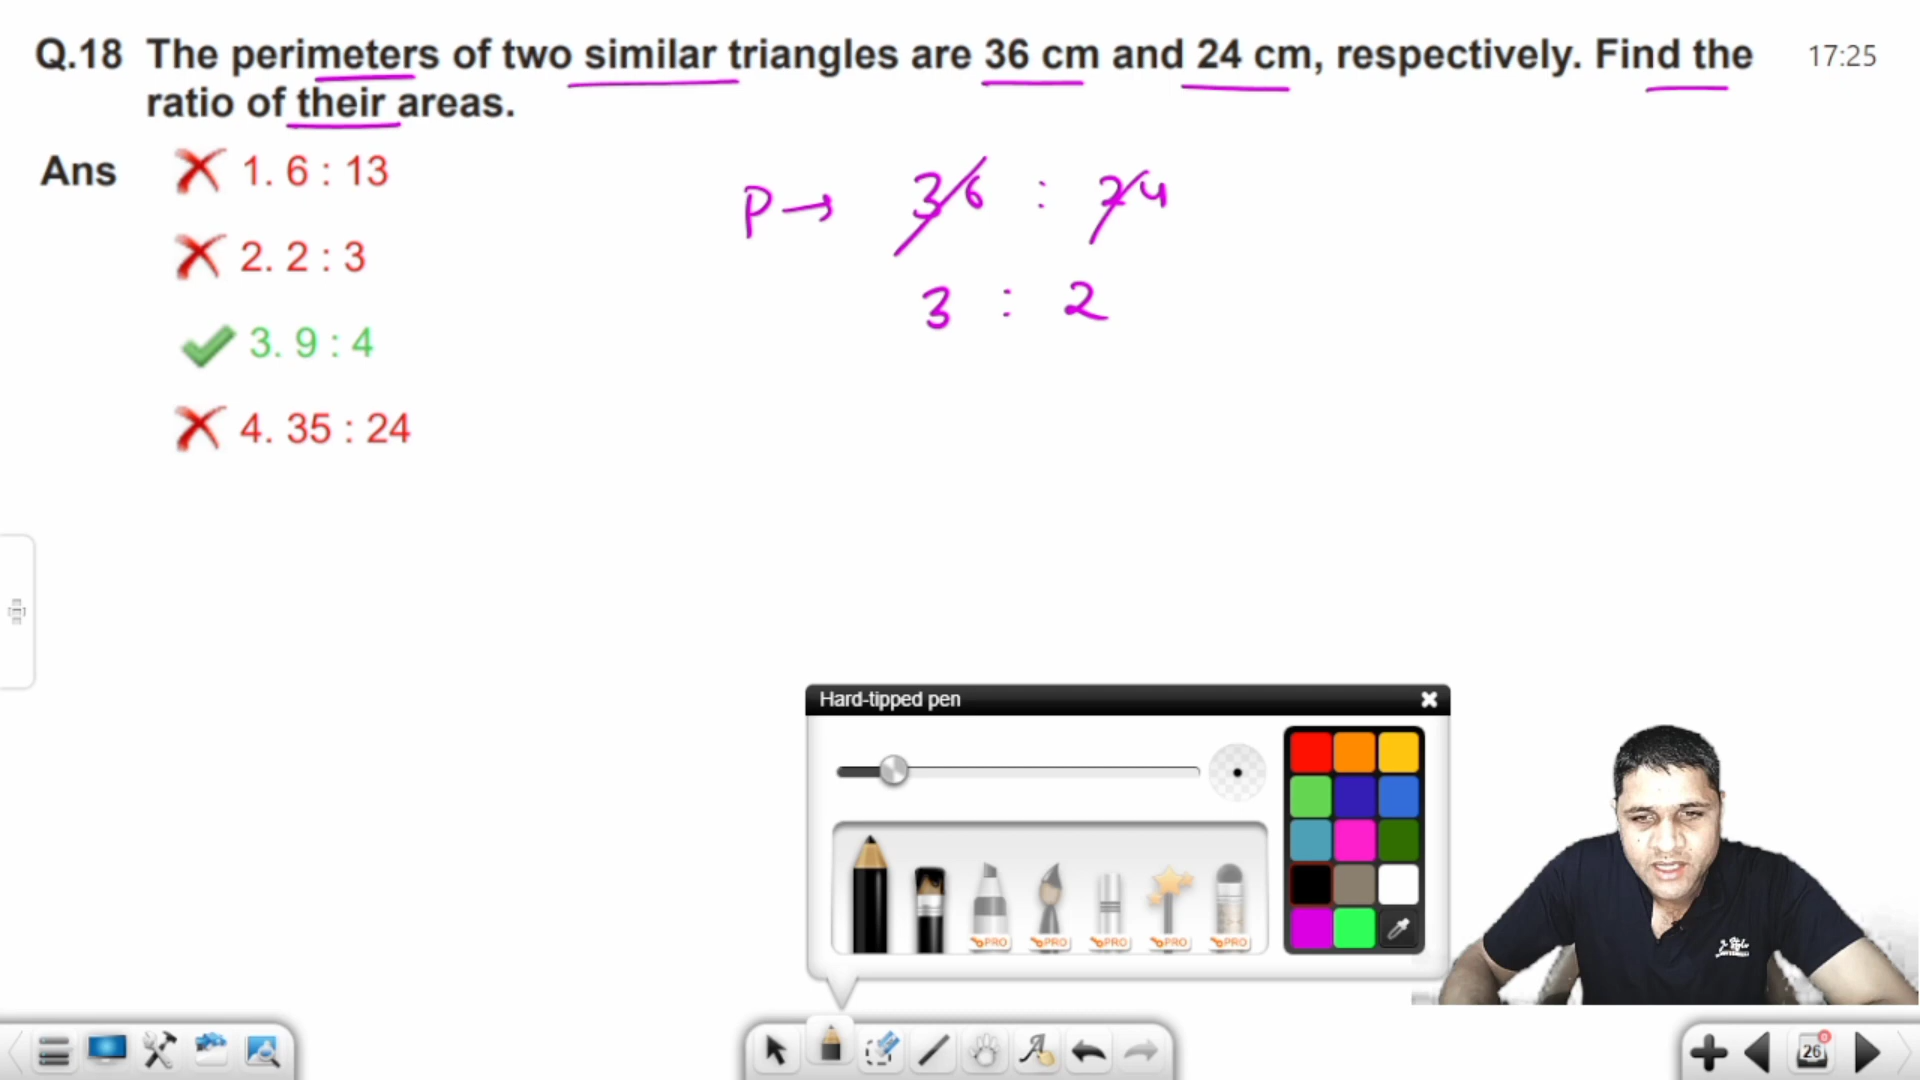 Q.18 The perimeters of two similar triangles are 36 cm and 24 cm, respectively. Find the
17:25
ratio of their areas.
Ans
1. 6 : 13
2. 2 : 3
3. 9 : 4
4. 35 : 24
P → 36 : 24
3 : 2
Hard-tipped pen
PRO
PRO
PRO
PRO
PRO
26